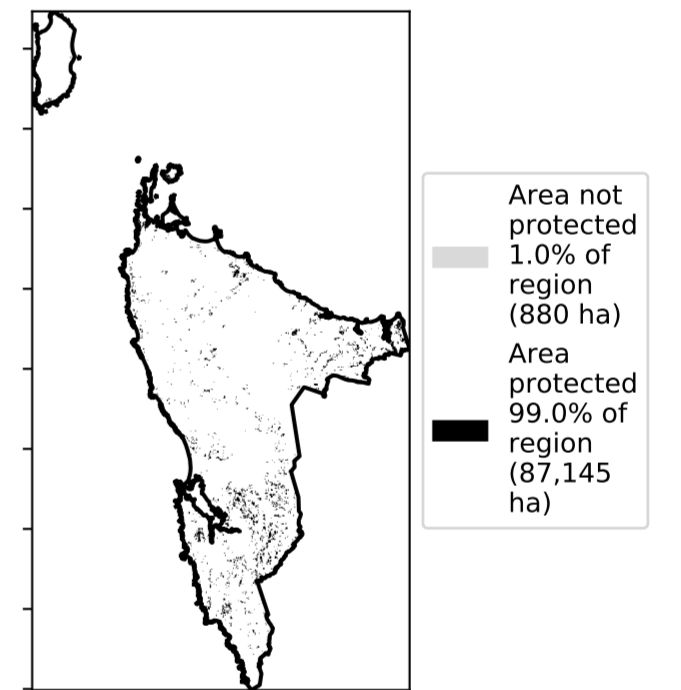 Area not
protected
1.0% of
region
(880 ha)
Area
protected
99.0% of
region
(87,145
ha)